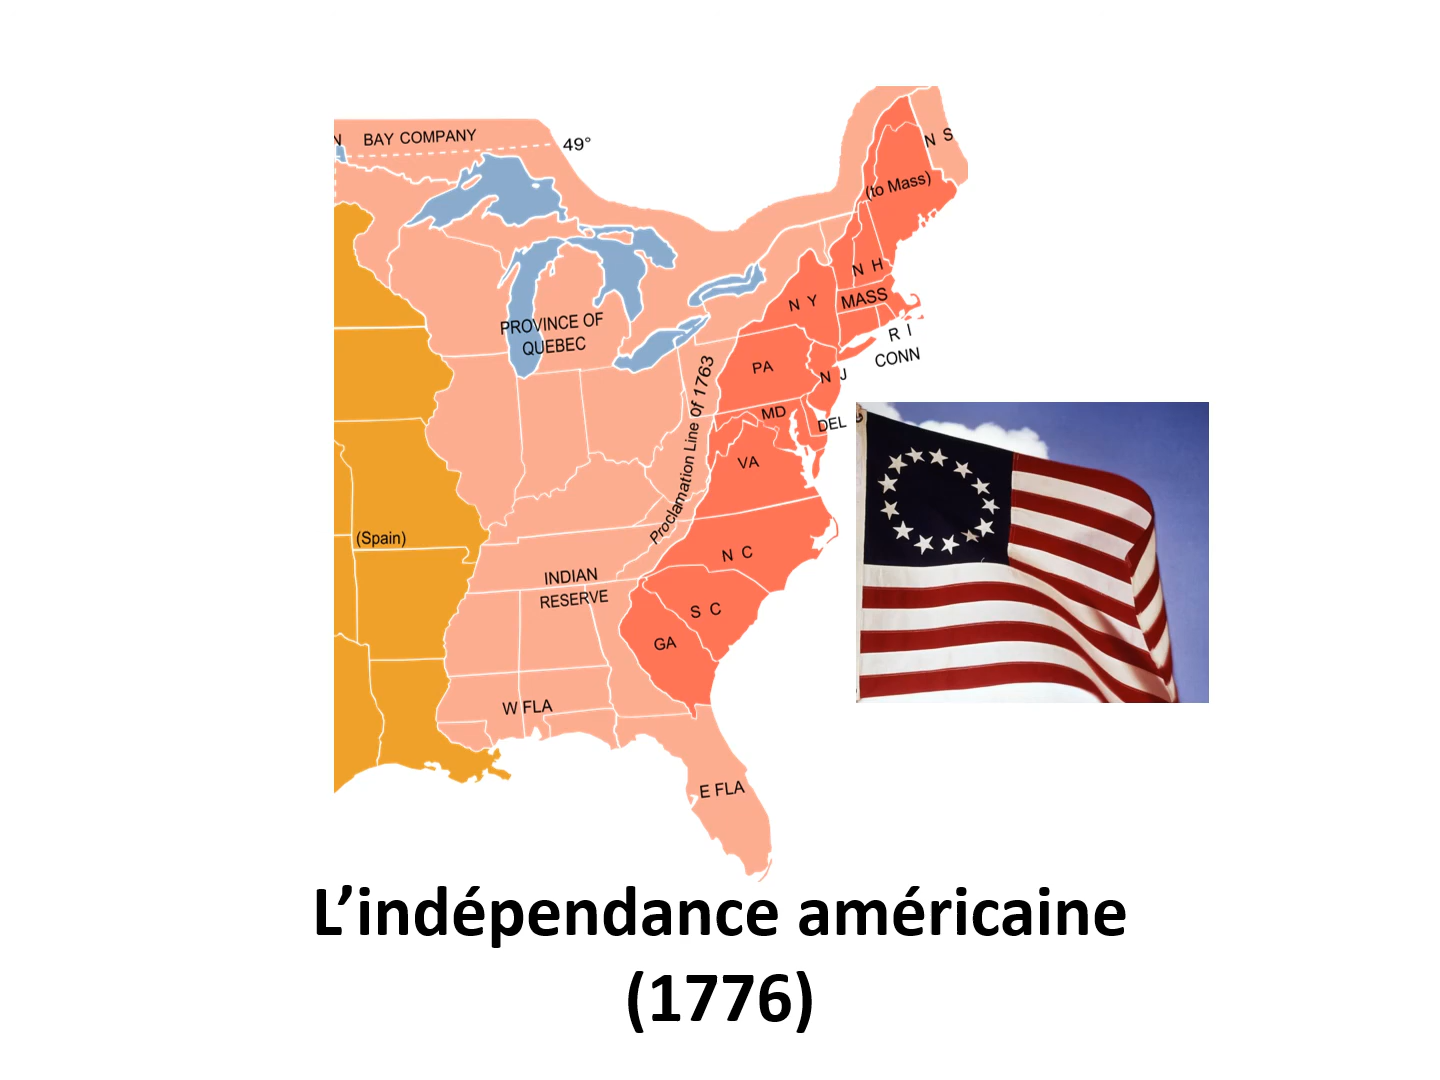 N BAY COMPANY
49°
N S
(to Mass)
N H
N Y
MASS
R I
CONN
PROVINCE OF
QUEBEC
PA
N J
Proclamation Line of 1763
MD
DEL
VA
(Spain)
N C
INDIAN
RESERVE
S C
GA
W FLA
E FLA
L’indépendance américaine
(1776)